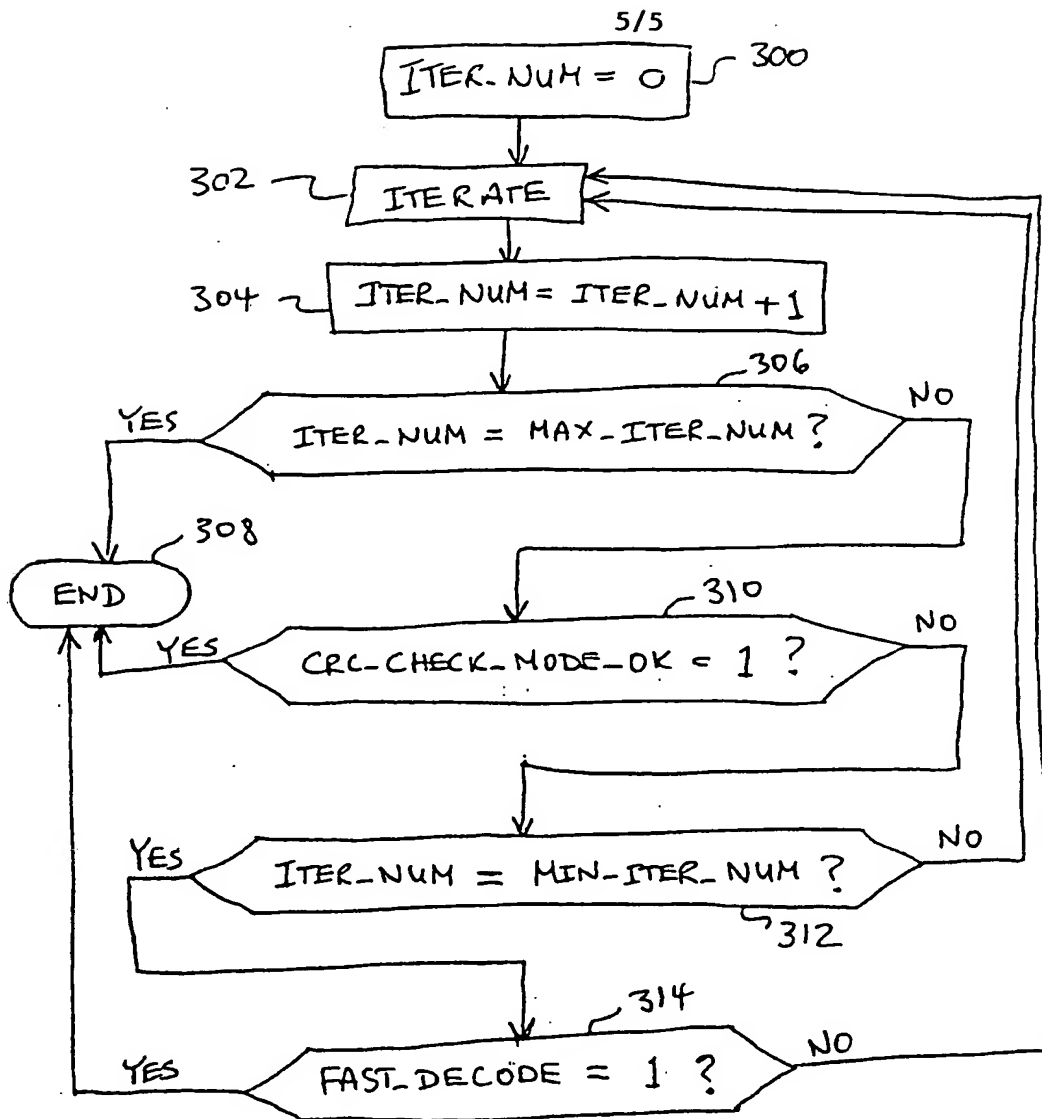 5/5
ITER_NUM = 0
300
302
ITERATE
304
ITER_NUM = ITER_NUM + 1
306
YES
NO
ITER_NUM = MAX_ITER_NUM ?
308
END
310
YES
NO
CRC_CHECK_MODE_OK = 1 ?
YES
NO
ITER_NUM = MIN_ITER_NUM ?
312
314
YES
NO
FAST_DECODE = 1 ?